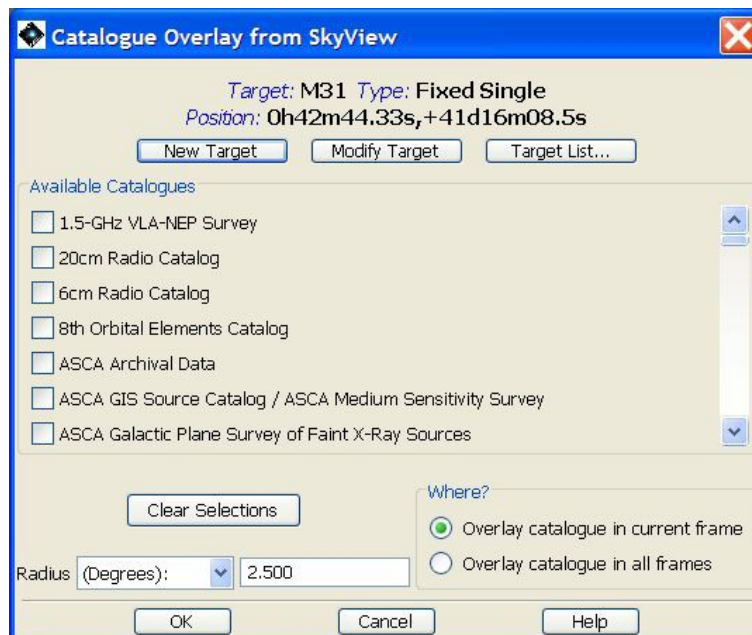 Catalogue Overlay from SkyView
Target: M31 Type: Fixed Single
Position: 0h42m44.33s,+41d16m08.5s
New Target Modify Target Target List...
Available Catalogues
1.5-GHz VLA-NEP Survey
20cm Radio Catalog
6cm Radio Catalog
8th Orbital Elements Catalog
ASCA Archival Data
ASCA GIS Source Catalog / ASCA Medium Sensitivity Survey
ASCA Galactic Plane Survey of Faint X-Ray Sources
Clear Selections
Where?
Overlay catalogue in current frame
Overlay catalogue in all frames
Radius (Degrees): 2.500
OK Cancel Help